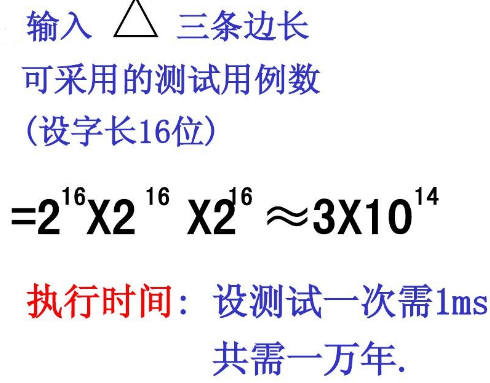 输入 △ 三条边长
可采用的测试用例数
(设字长16位)
=2¹⁶X2¹⁶ X2¹⁶≈3X10¹⁴
执行时间: 设测试一次需1ms
共需一万年.